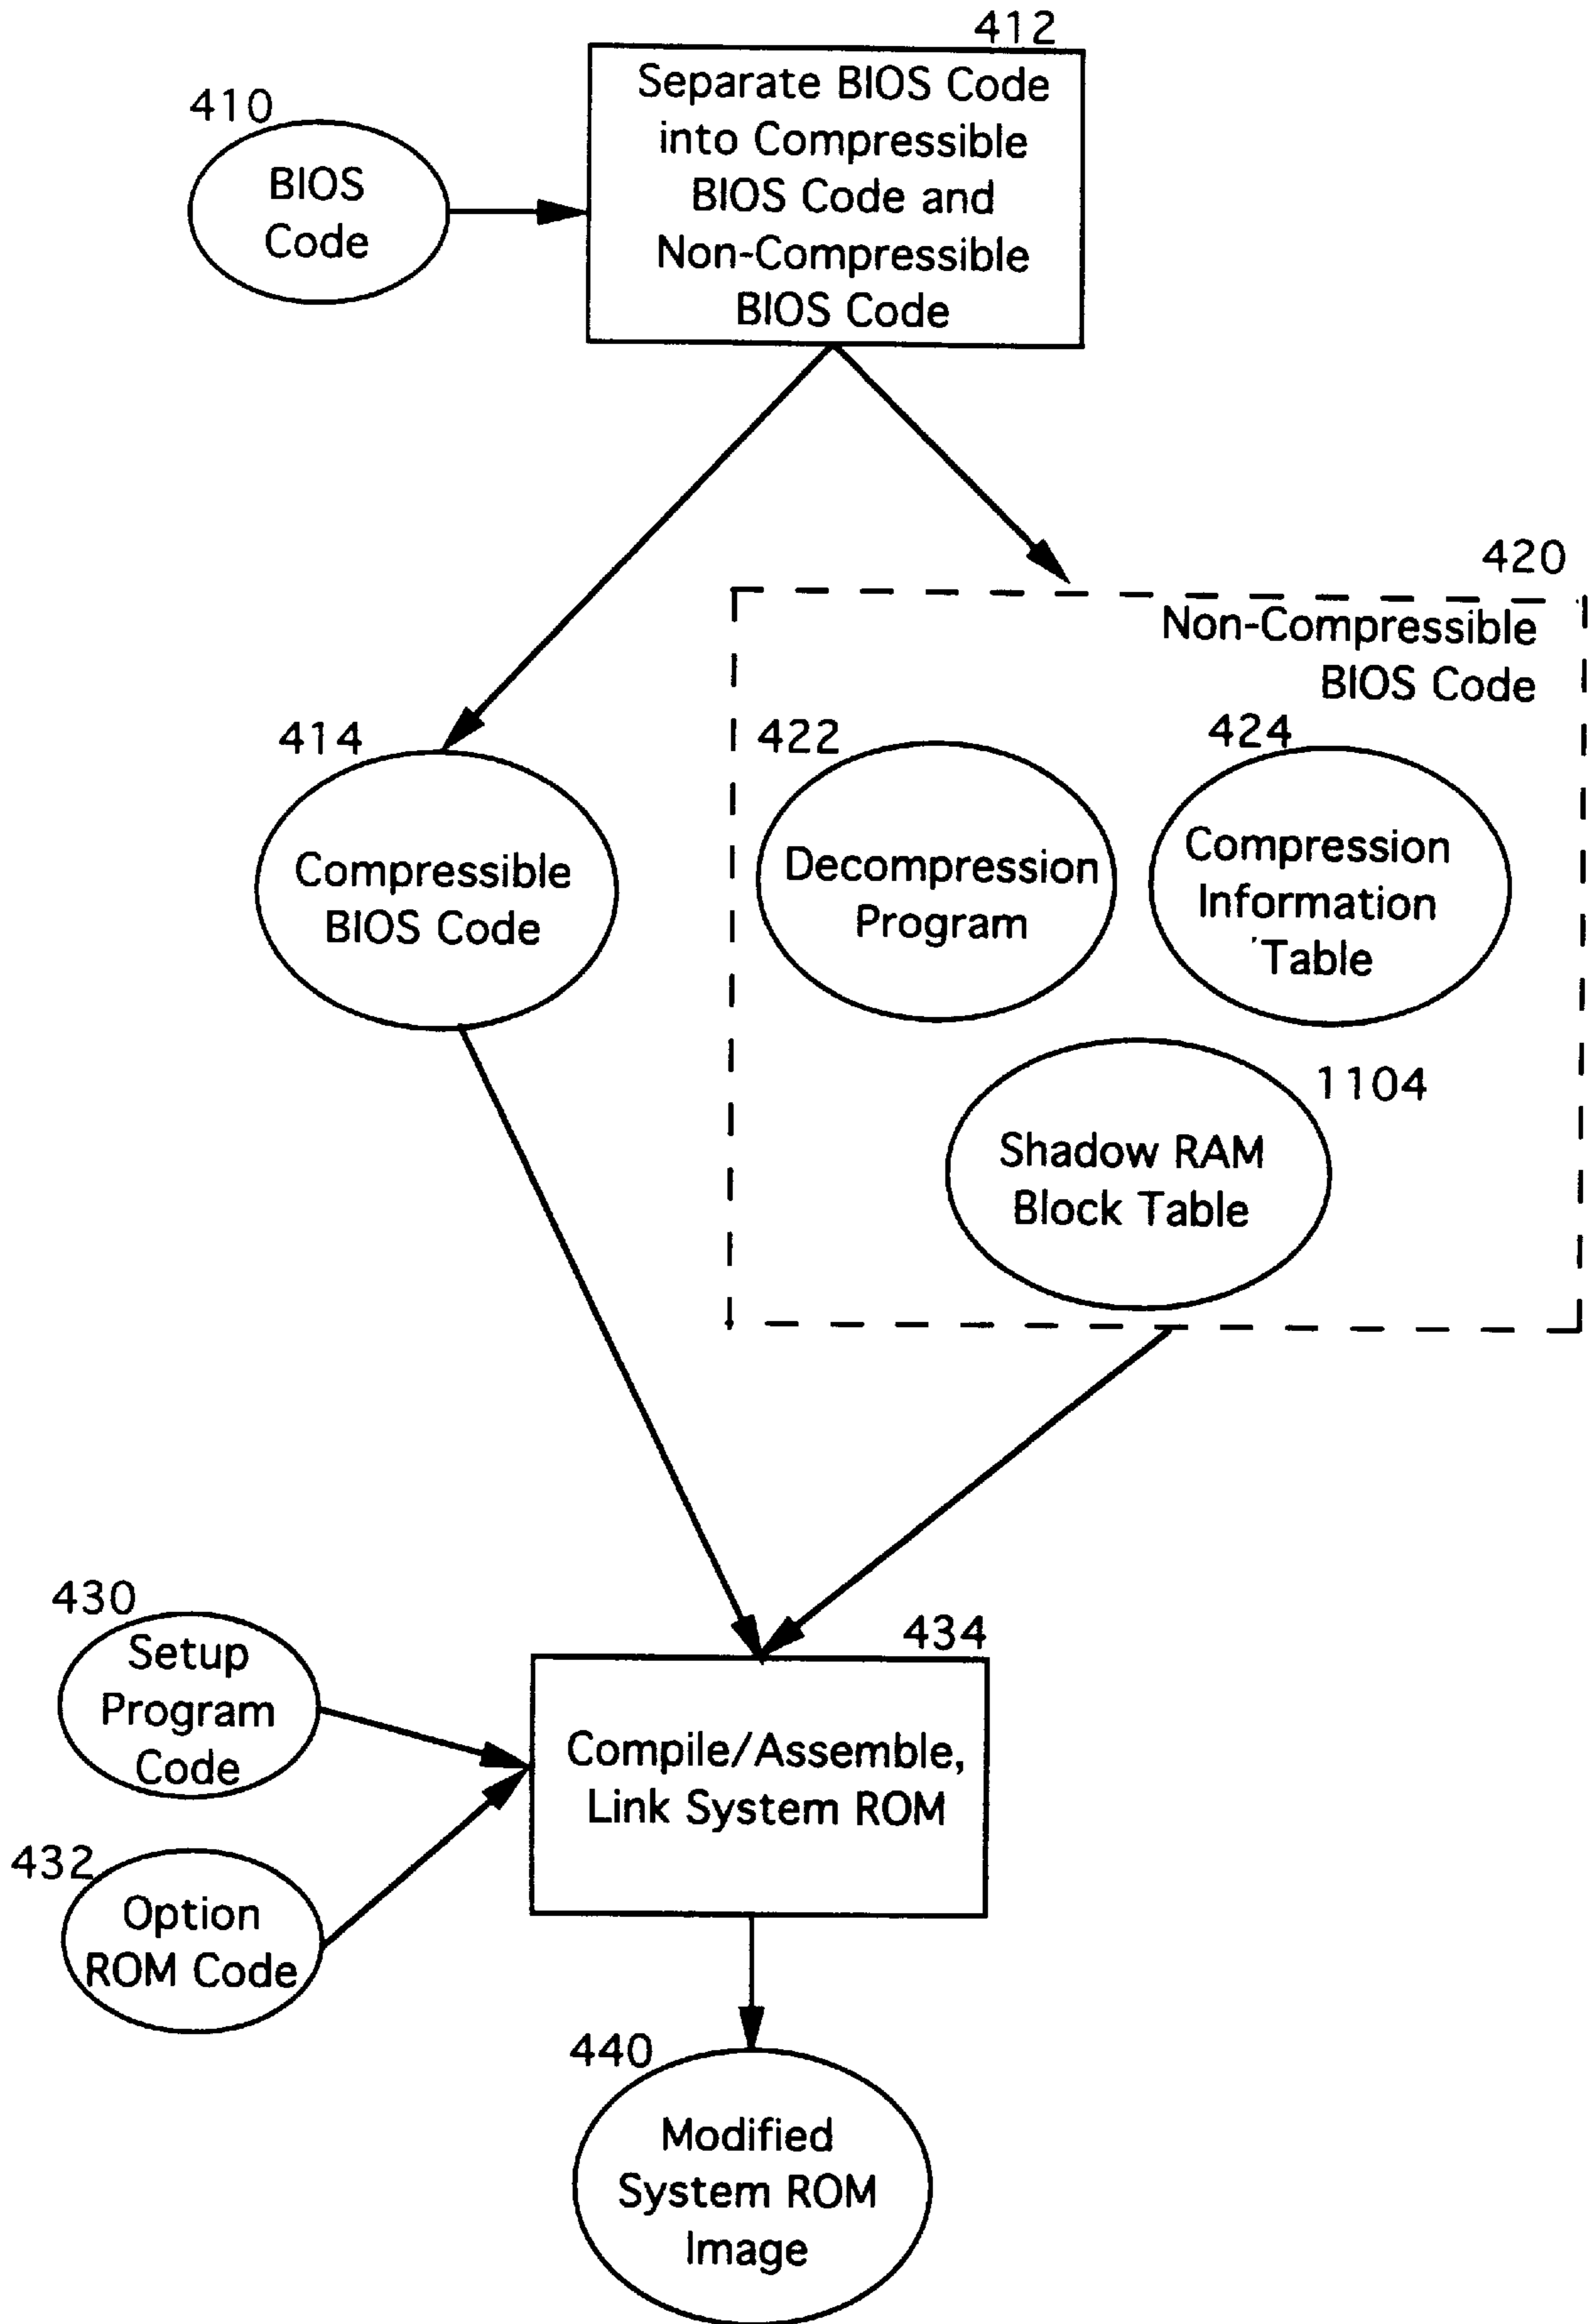 412
Separate BIOS Code
into Compressible
BIOS Code and
Non-Compressible
BIOS Code
410
BIOS
Code
420
Non-Compressible
BIOS Code
414
Compressible
BIOS Code
422
Decompression
Program
424
Compression
Information
Table
1104
Shadow RAM
Block Table
430
Setup
Program
Code
434
Compile/Assemble,
Link System ROM
432
Option
ROM Code
440
Modified
System ROM
Image